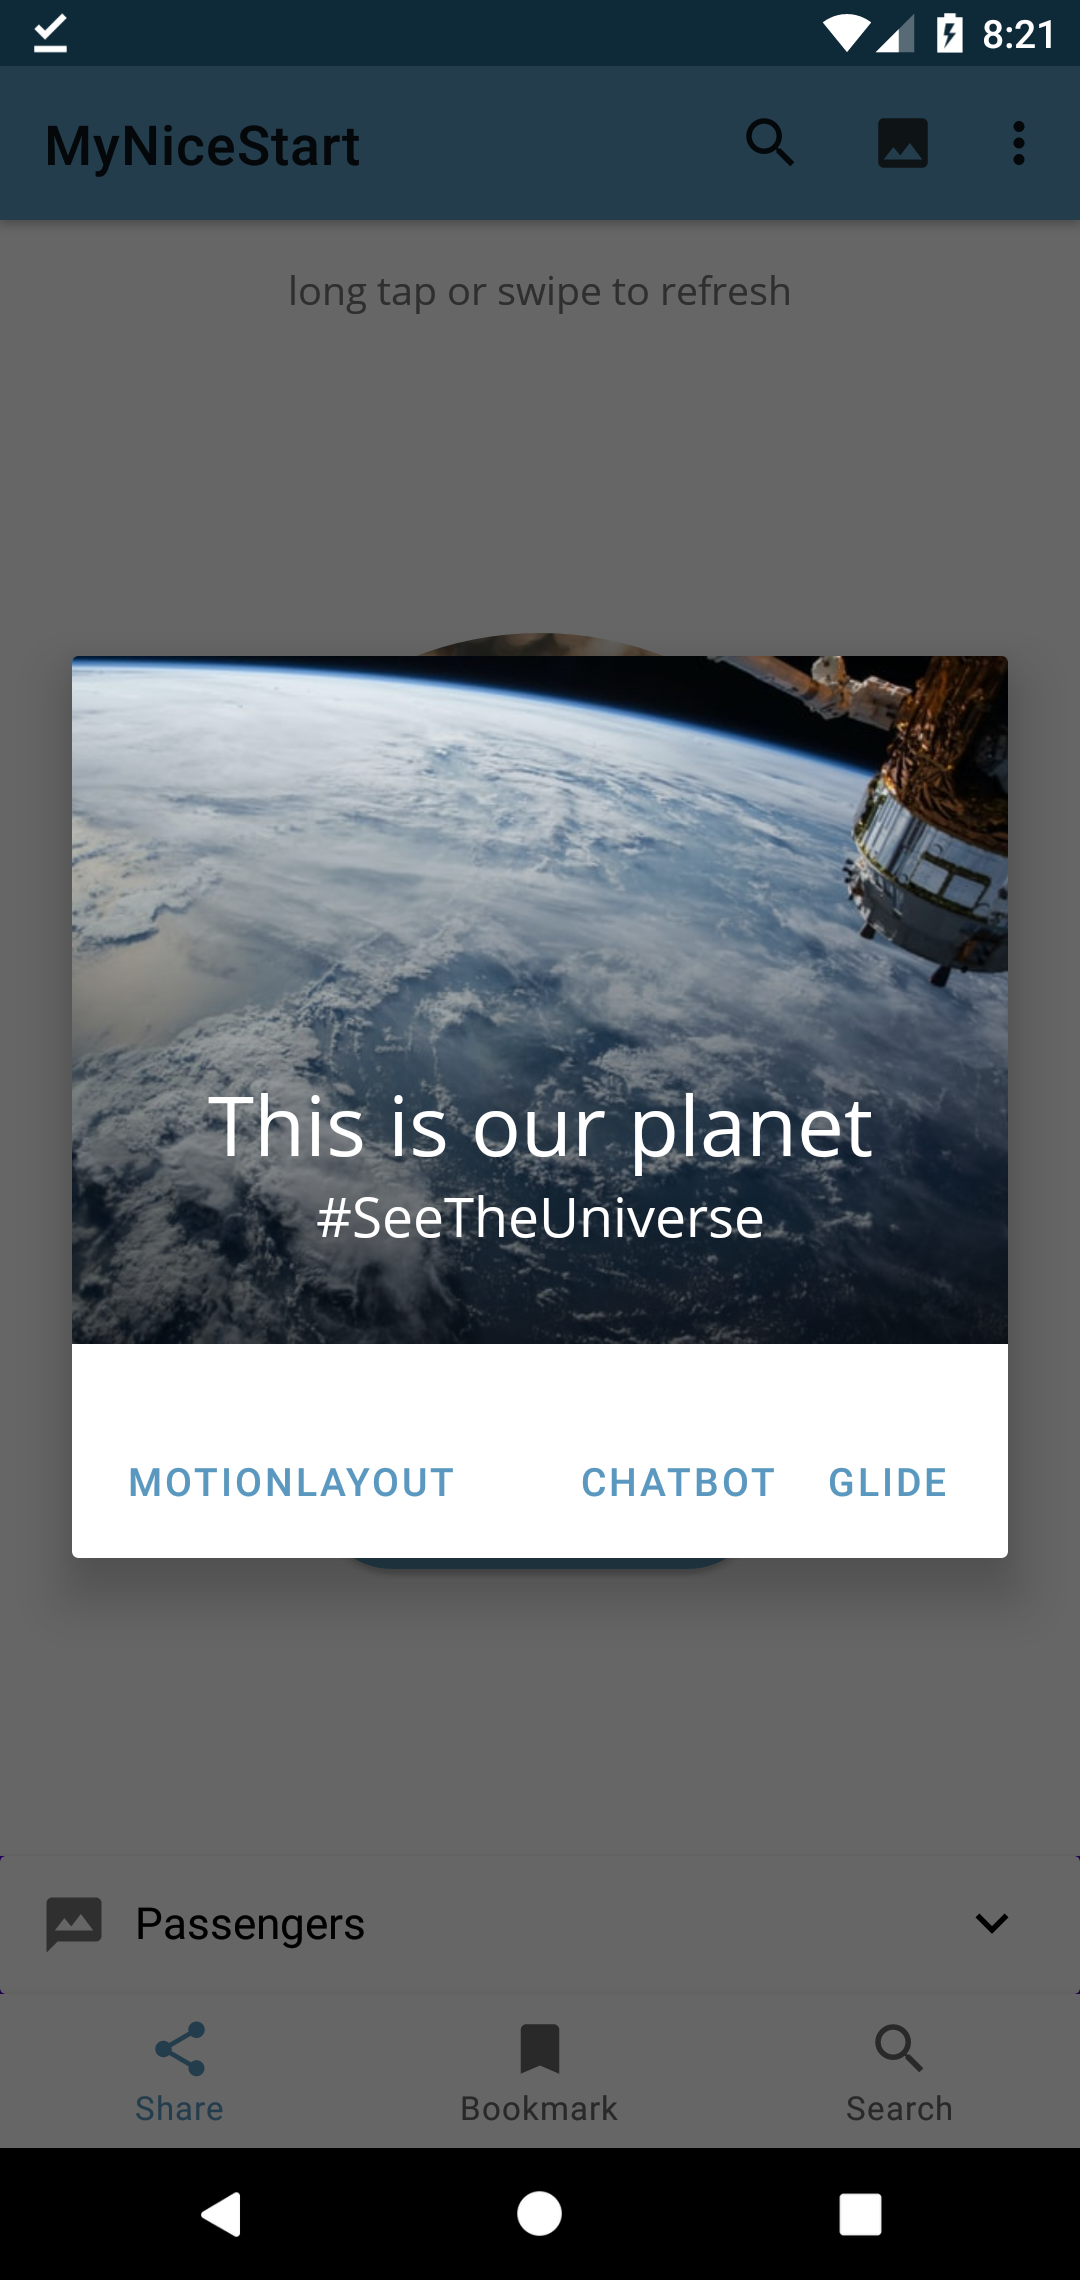 8:21
MyNiceStart
long tap or swipe to refresh
This is our planet
#SeeTheUniverse
MOTIONLAYOUT CHATBOT GLIDE
Passengers
Share Bookmark Search